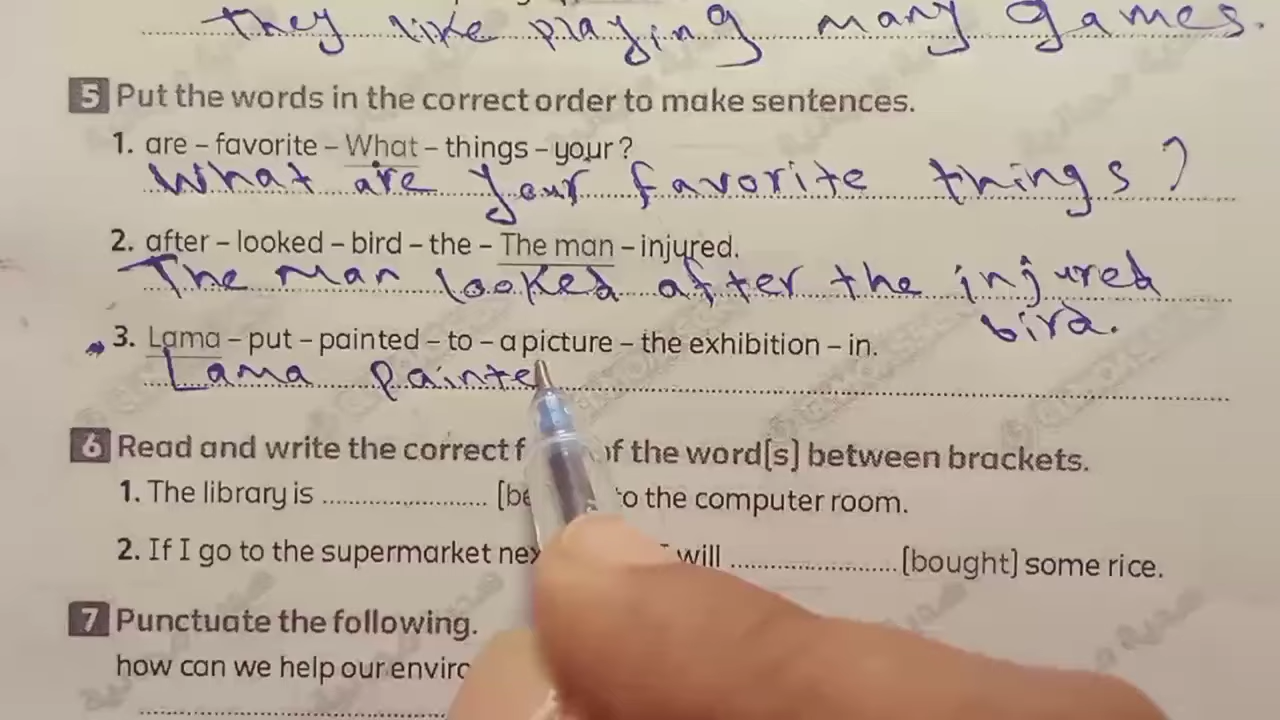 They like playing many games.
5 Put the words in the correct order to make sentences.
1. are – favorite – What – things – your ?
What are your favorite things ?
2. after – looked – bird – the – The man – injured.
The man looked after the injured
bird.
3. Lama – put – painted – to – a picture – the exhibition – in.
Lama painte
6 Read and write the correct f of the word[s] between brackets.
1. The library is ...................... [be to the computer room.
2. If I go to the supermarket nex I will ...................... [bought] some rice.
7 Punctuate the following.
how can we help our enviro